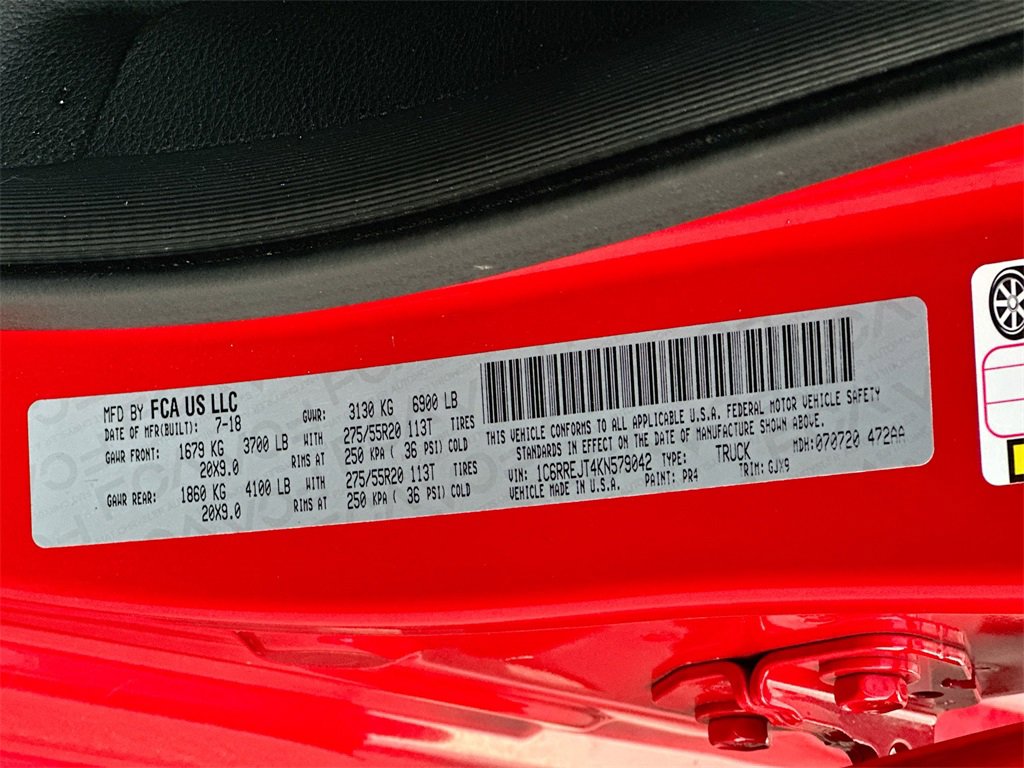 MFD BY FCA US LLC
DATE OF MFR(BUILT): 7-18
GVWR: 3130 KG 6900 LB
GAWR FRONT: 1679 KG 3700 LB WITH 275/55R20 113T TIRES
20X9.0 RIMS AT 250 KPA ( 36 PSI) COLD
GAWR REAR: 1860 KG 4100 LB WITH 275/55R20 113T TIRES
20X9.0 RIMS AT 250 KPA ( 36 PSI) COLD
THIS VEHICLE CONFORMS TO ALL APPLICABLE U.S.A. FEDERAL MOTOR VEHICLE SAFETY
STANDARDS IN EFFECT ON THE DATE OF MANUFACTURE SHOWN ABOVE.
VIN: 1C6RREJT4KN579042 TYPE: TRUCK MDH:070720 472AA
VEHICLE MADE IN U.S.A. PAINT: PR4 TRIM: GJX9